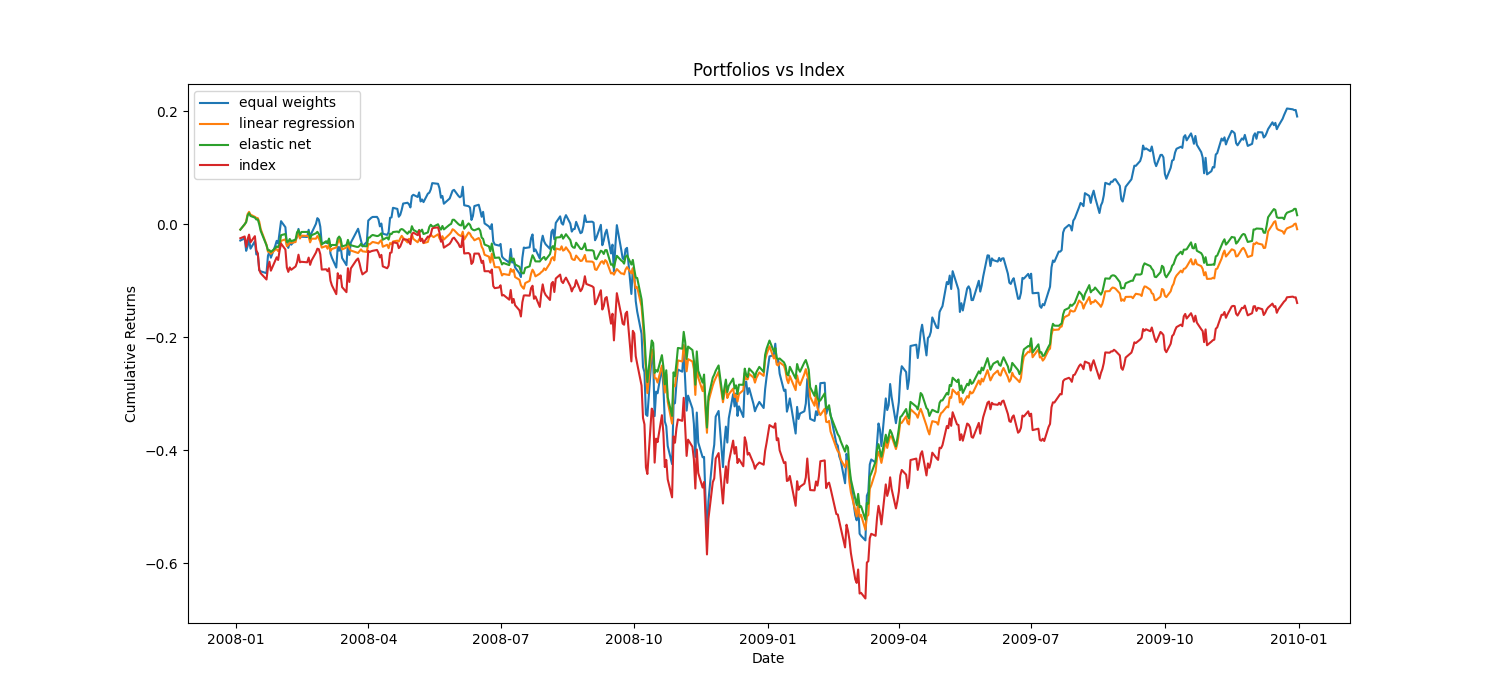 Portfolios vs Index
equal weights
linear regression
elastic net
index
Cumulative Returns
0.2
0.0
−0.2
−0.4
−0.6
2008-01
2008-04
2008-07
2008-10
2009-01
2009-04
2009-07
2009-10
2010-01
Date